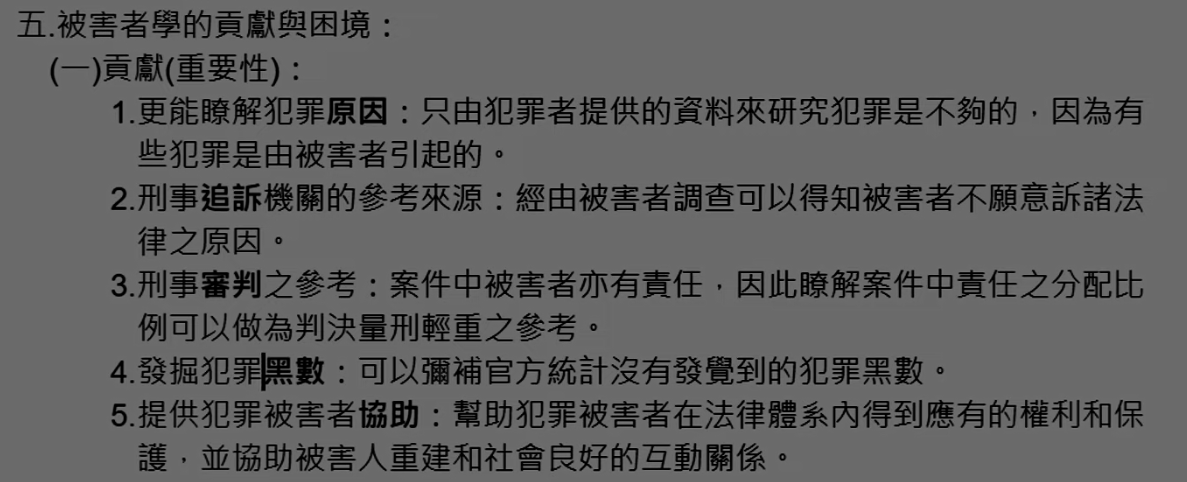 五.被害者學的貢獻與困境：
(一)貢獻(重要性)：
1.更能瞭解犯罪原因：只由犯罪者提供的資料來研究犯罪是不夠的，因為有
些犯罪是由被害者引起的。
2.刑事追訴機關的參考來源：經由被害者調查可以得知被害者不願意訴諸法
律之原因。
3.刑事審判之參考：案件中被害者亦有責任，因此瞭解案件中責任之分配比
例可以做為判決量刑輕重之參考。
4.發掘犯罪黑數：可以彌補官方統計沒有發覺到的犯罪黑數。
5.提供犯罪被害者協助：幫助犯罪被害者在法律體系內得到應有的權利和保
護，並協助被害人重建和社會良好的互動關係。